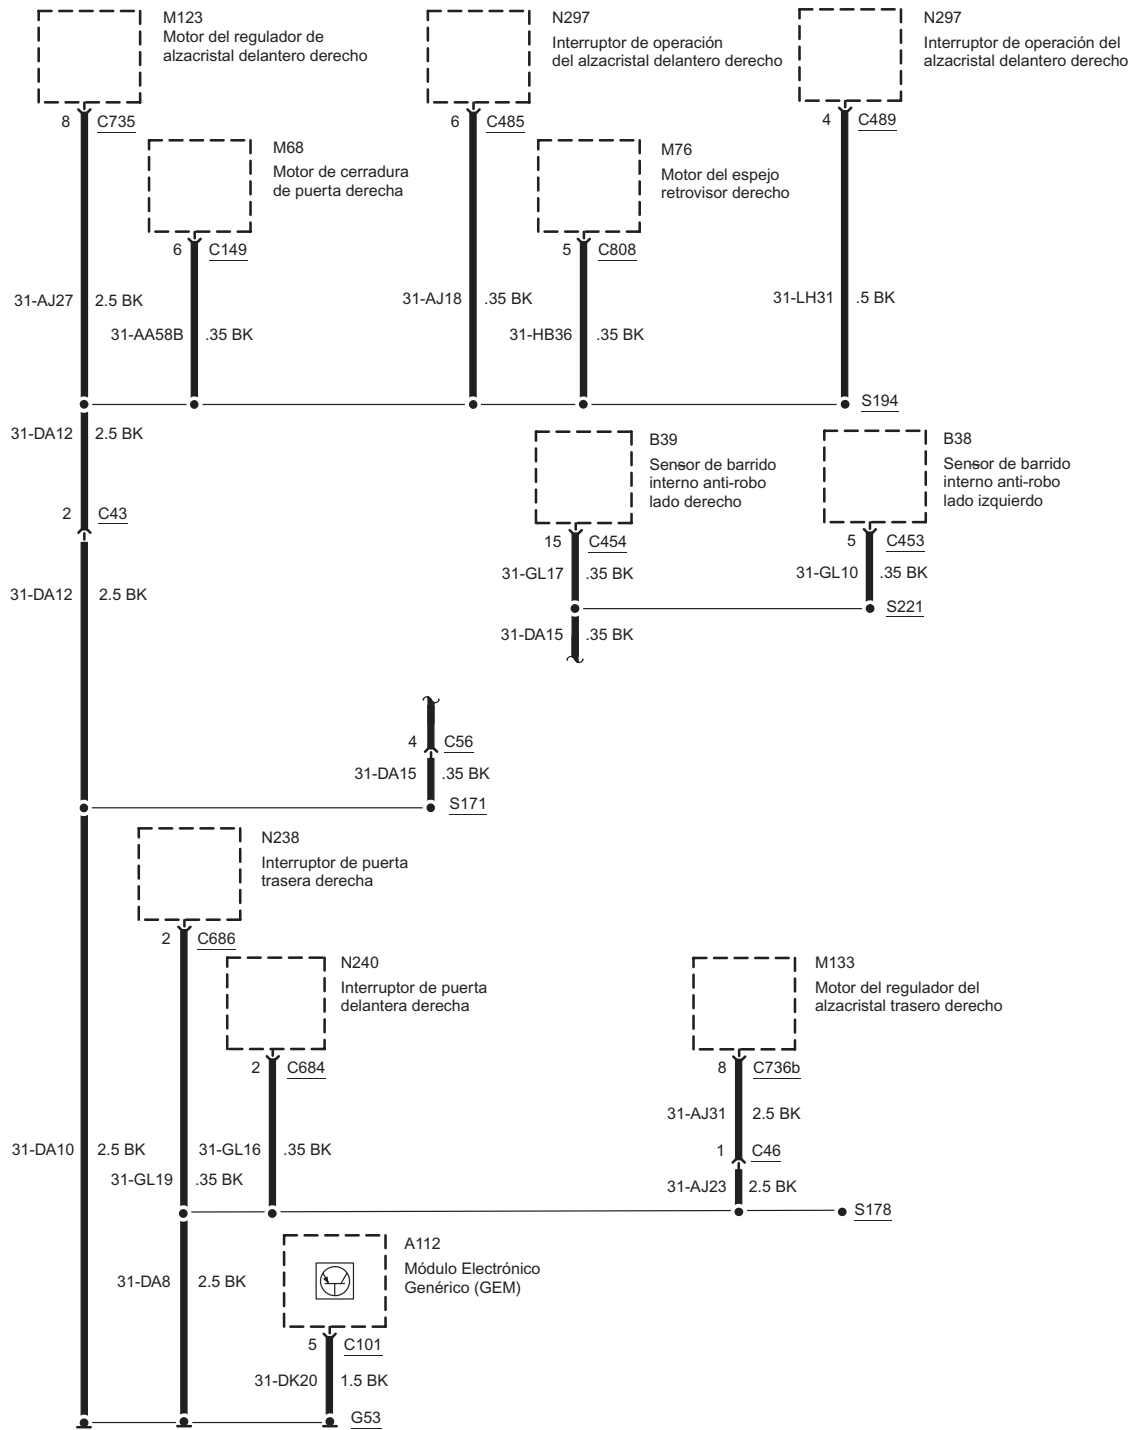 M123
Motor del regulador de
alzacristal delantero derecho
8 C735
N297
Interruptor de operación
del alzacristal delantero derecho
6 C485
N297
Interruptor de operación del
alzacristal delantero derecho
4 C489
M68
Motor de cerradura
de puerta derecha
6 C149
M76
Motor del espejo
retrovisor derecho
5 C808
31-AJ27 2.5 BK
31-AA58B .35 BK
31-AJ18 .35 BK
31-HB36 .35 BK
31-LH31 .5 BK
S194
31-DA12 2.5 BK
2 C43
31-DA12 2.5 BK
B39
Sensor de barrido
interno anti-robo
lado derecho
15 C454
31-GL17 .35 BK
B38
Sensor de barrido
interno anti-robo
lado izquierdo
5 C453
31-GL10 .35 BK
S221
31-DA15 .35 BK
4 C56
31-DA15 .35 BK
S171
N238
Interruptor de puerta
trasera derecha
2 C686
N240
Interruptor de puerta
delantera derecha
2 C684
M133
Motor del regulador del
alzacristal trasero derecho
8 C736b
31-AJ31 2.5 BK
1 C46
31-AJ23 2.5 BK
31-DA10 2.5 BK
31-GL16 .35 BK
31-GL19 .35 BK
S178
A112
Módulo Electrónico
Genérico (GEM)
31-DA8 2.5 BK
5 C101
31-DK20 1.5 BK
G53